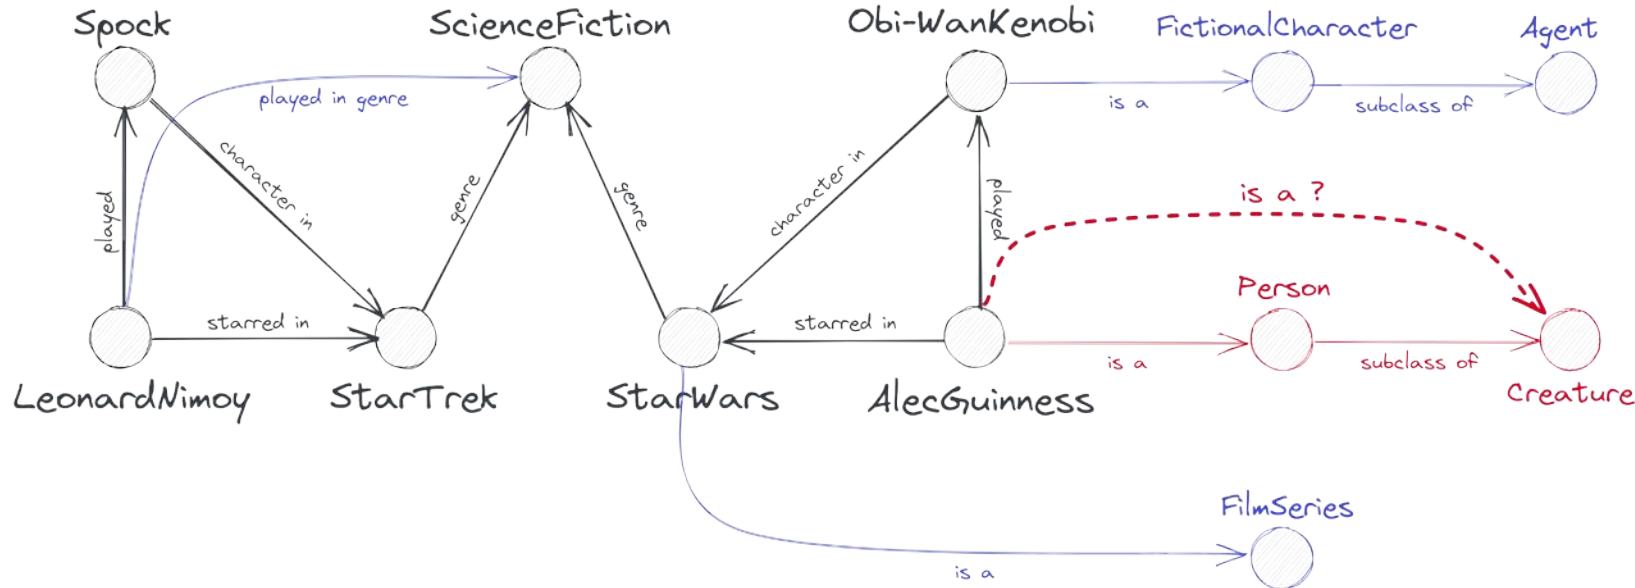 Spock
ScienceFiction
Obi-WanKenobi
FictionalCharacter
Agent
played in genre
is a
subclass of
character in
genre
genre
character in
played
played
is a ?
Person
starred in
starred in
is a
subclass of
LeonardNimoy
StarTrek
StarWars
AlecGuinness
Creature
FilmSeries
is a